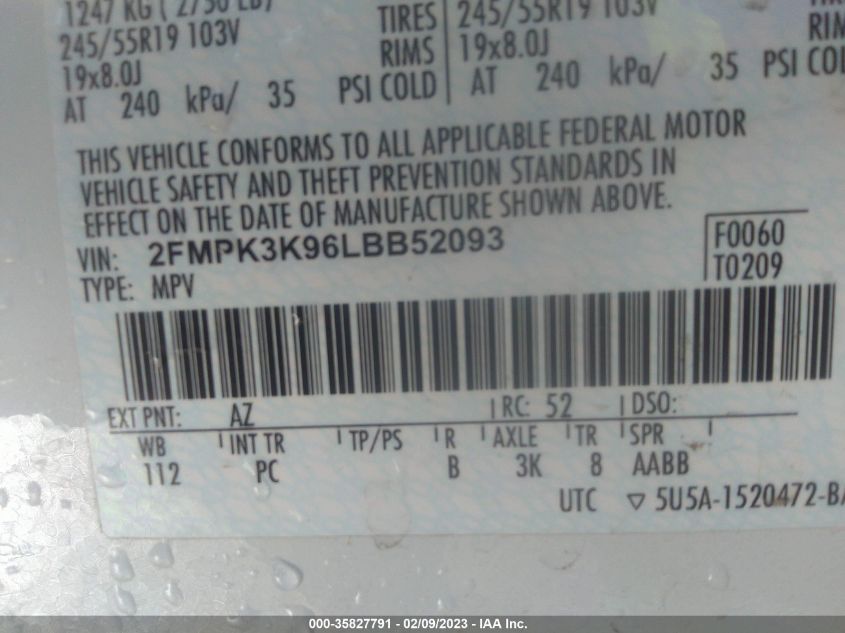 1247 KG ( 2750 LB)
245/55R19 103V TIRES 245/55R19 103V
19x8.0J RIMS 19x8.0J RIM
AT 240 kPa/ 35 PSI COLD AT 240 kPa/ 35 PSI COL
THIS VEHICLE CONFORMS TO ALL APPLICABLE FEDERAL MOTOR
VEHICLE SAFETY AND THEFT PREVENTION STANDARDS IN
EFFECT ON THE DATE OF MANUFACTURE SHOWN ABOVE.
VIN: 2FMPK3K96LBB52093 F0060
TYPE: MPV T0209
EXT PNT: AZ RC: 52 DSO:
WB INT TR TP/PS R AXLE TR SPR
112 PC B 3K 8 AABB
UTC ▽ 5U5A-1520472-BA
000-35827791 - 02/09/2023 - IAA Inc.